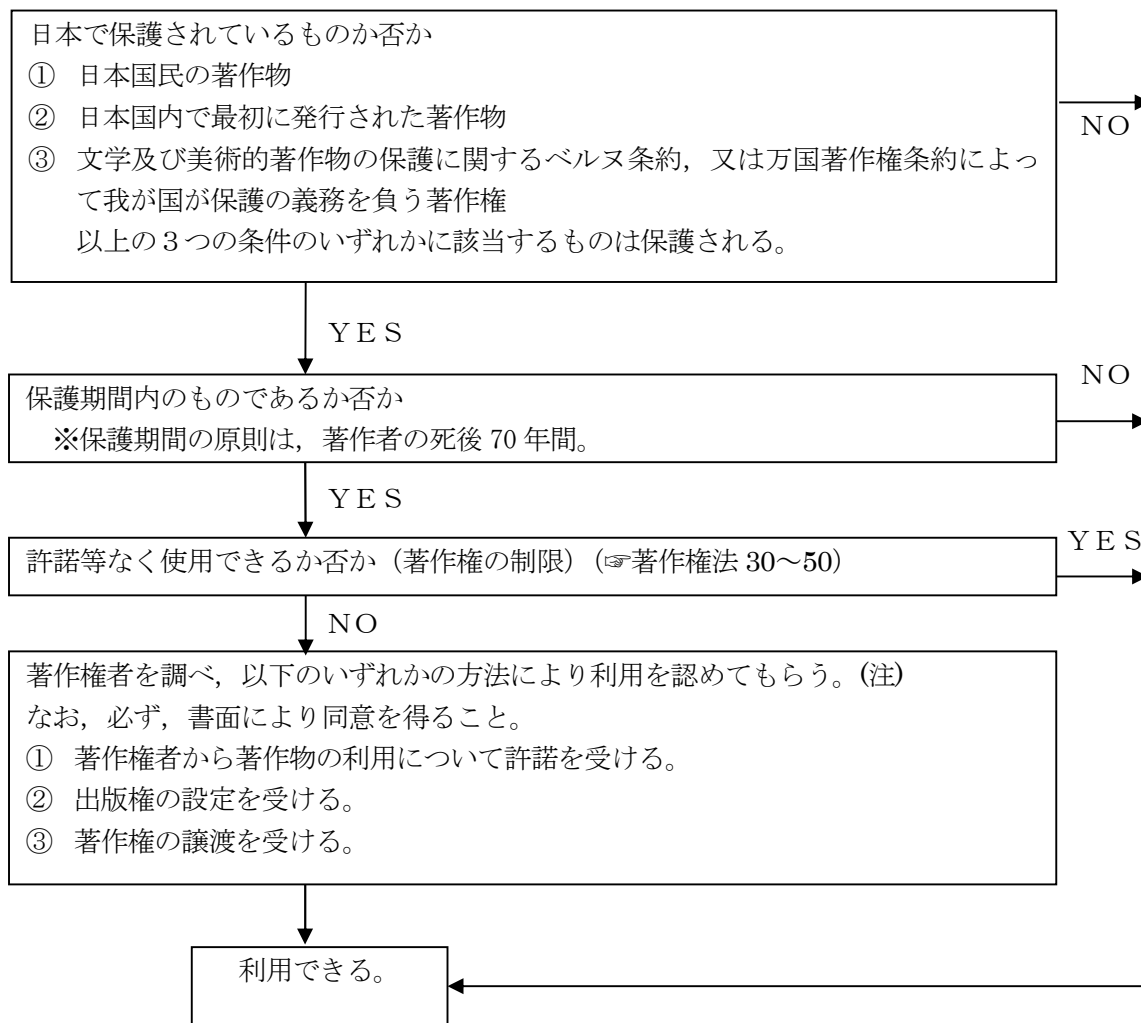 日本で保護されているものか否か
① 日本国民の著作物
② 日本国内で最初に発行された著作物
③ 文学及び美術的著作物の保護に関するベルヌ条約，又は万国著作権条約によっ
て我が国が保護の義務を負う著作権
以上の３つの条件のいずれかに該当するものは保護される。
ＮＯ
ＹＥＳ
保護期間内のものであるか否か
※保護期間の原則は，著作者の死後 70 年間。
ＮＯ
ＹＥＳ
許諾等なく使用できるか否か（著作権の制限）（☞著作権法 30～50）
ＹＥＳ
ＮＯ
著作権者を調べ，以下のいずれかの方法により利用を認めてもらう。(注)
なお，必ず，書面により同意を得ること。
① 著作権者から著作物の利用について許諾を受ける。
② 出版権の設定を受ける。
③ 著作権の譲渡を受ける。
利用できる。